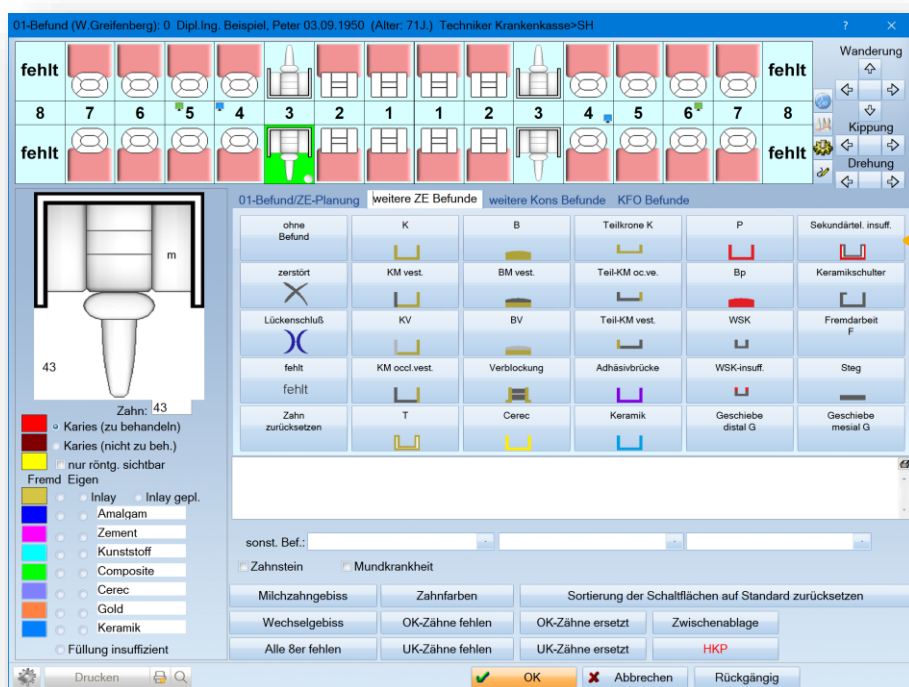 01-Befund (W.Greifenberg): 0 Dipl.Ing. Beispiel, Peter 03.09.1950 (Alter: 71J.) Techniker Krankenkasse>SH ? ×
fehlt fehlt
8 7 6 5 4 3 2 1 1 2 3 4 5 6 7 8
fehlt fehlt
Wanderung
Kippung
Drehung
m
43
Zahn: 43
Karies (zu behandeln)
Karies (nicht zu beh.)
nur röntg. sichtbar
Fremd Eigen
Inlay Inlay gepl.
Amalgam
Zement
Kunststoff
Composite
Cerec
Gold
Keramik
Füllung insuffizient
01-Befund/ZE-Planung weitere ZE Befunde weitere Kons Befunde KFO Befunde
ohne Befund K B Teilkrone K P Sekundärtel. insuff.
zerstört KM vest. BM vest. Teil-KM oc.ve. Bp Keramikschulter
Lückenschluß KV BV Teil-KM vest. WSK Fremdarbeit F
fehlt KM occl.vest. Verblockung Adhäsivbrücke WSK-insuff. Steg
fehlt
Zahn zurücksetzen T Cerec Keramik Geschiebe distal G Geschiebe mesial G
sonst. Bef.:
Zahnstein Mundkrankheit
Milchzahngebiss Zahnfarben Sortierung der Schaltflächen auf Standard zurücksetzen
Wechselgebiss OK-Zähne fehlen OK-Zähne ersetzt Zwischenablage
Alle 8er fehlen UK-Zähne fehlen UK-Zähne ersetzt HKP
Drucken OK Abbrechen Rückgängig